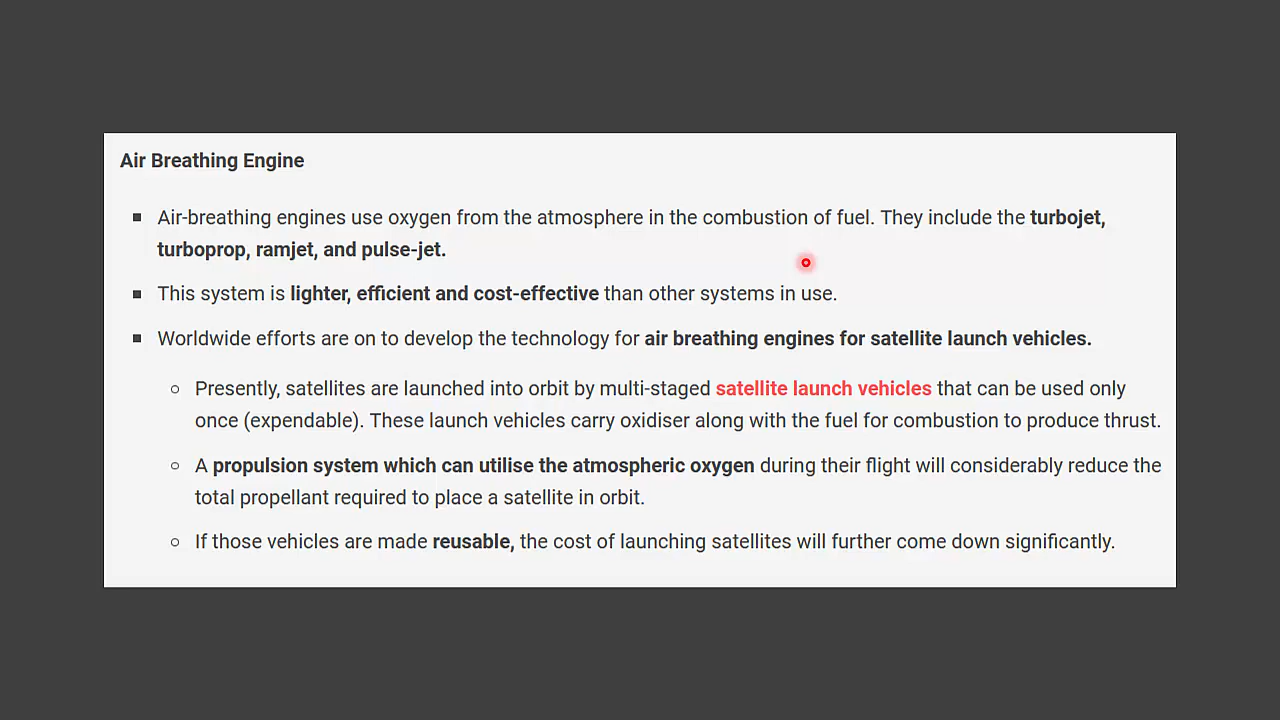 Air Breathing Engine
Air-breathing engines use oxygen from the atmosphere in the combustion of fuel. They include the turbojet,
turboprop, ramjet, and pulse-jet.
This system is lighter, efficient and cost-effective than other systems in use.
Worldwide efforts are on to develop the technology for air breathing engines for satellite launch vehicles.
Presently, satellites are launched into orbit by multi-staged satellite launch vehicles that can be used only
once (expendable). These launch vehicles carry oxidiser along with the fuel for combustion to produce thrust.
A propulsion system which can utilise the atmospheric oxygen during their flight will considerably reduce the
total propellant required to place a satellite in orbit.
If those vehicles are made reusable, the cost of launching satellites will further come down significantly.